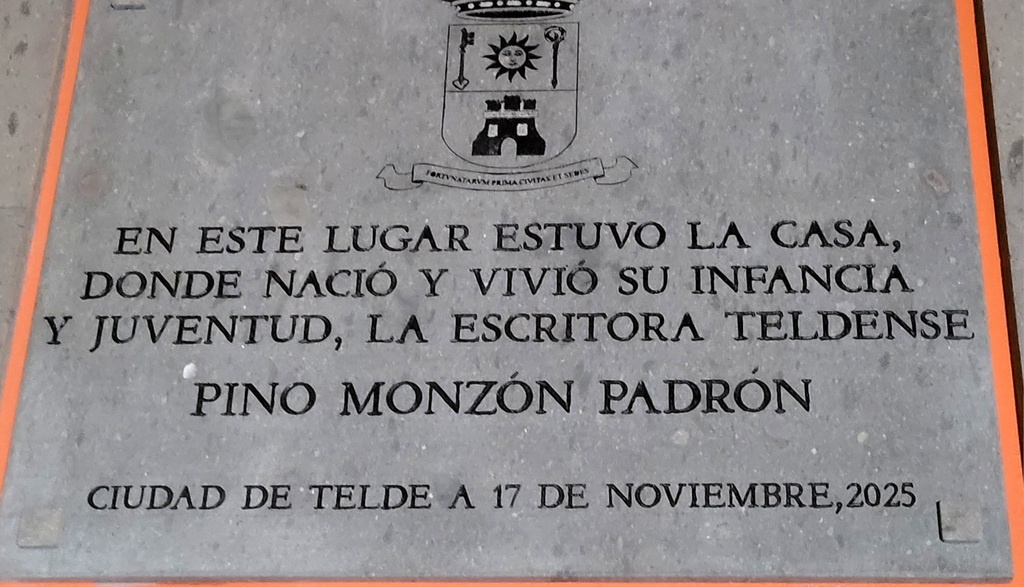 FORTVNATARVM PRIMA CIVITAS ET SEDES
EN ESTE LUGAR ESTUVO LA CASA,
DONDE NACIÓ Y VIVIÓ SU INFANCIA
Y JUVENTUD, LA ESCRITORA TELDENSE
PINO MONZÓN PADRÓN
CIUDAD DE TELDE A 17 DE NOVIEMBRE,2025